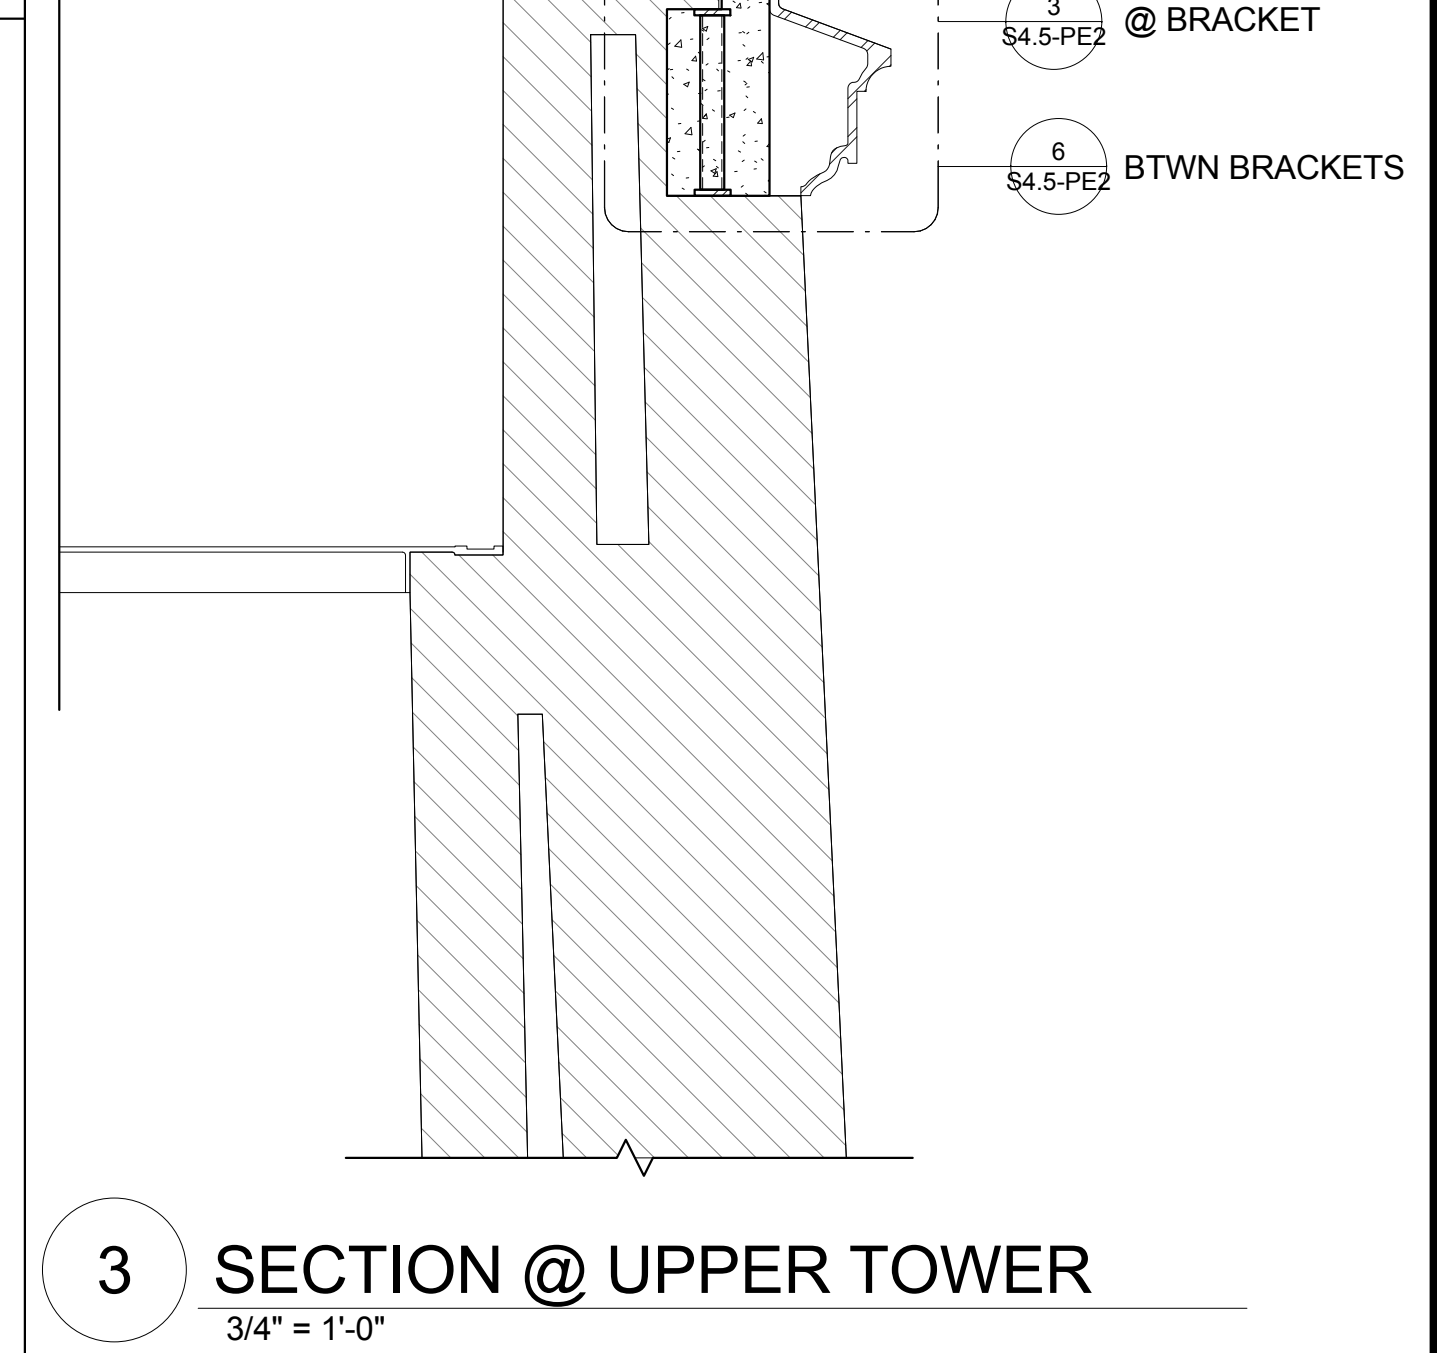 3
S4.5-PE2
@ BRACKET
6
S4.5-PE2
BTWN BRACKETS
3
SECTION @ UPPER TOWER
3/4" = 1'-0"